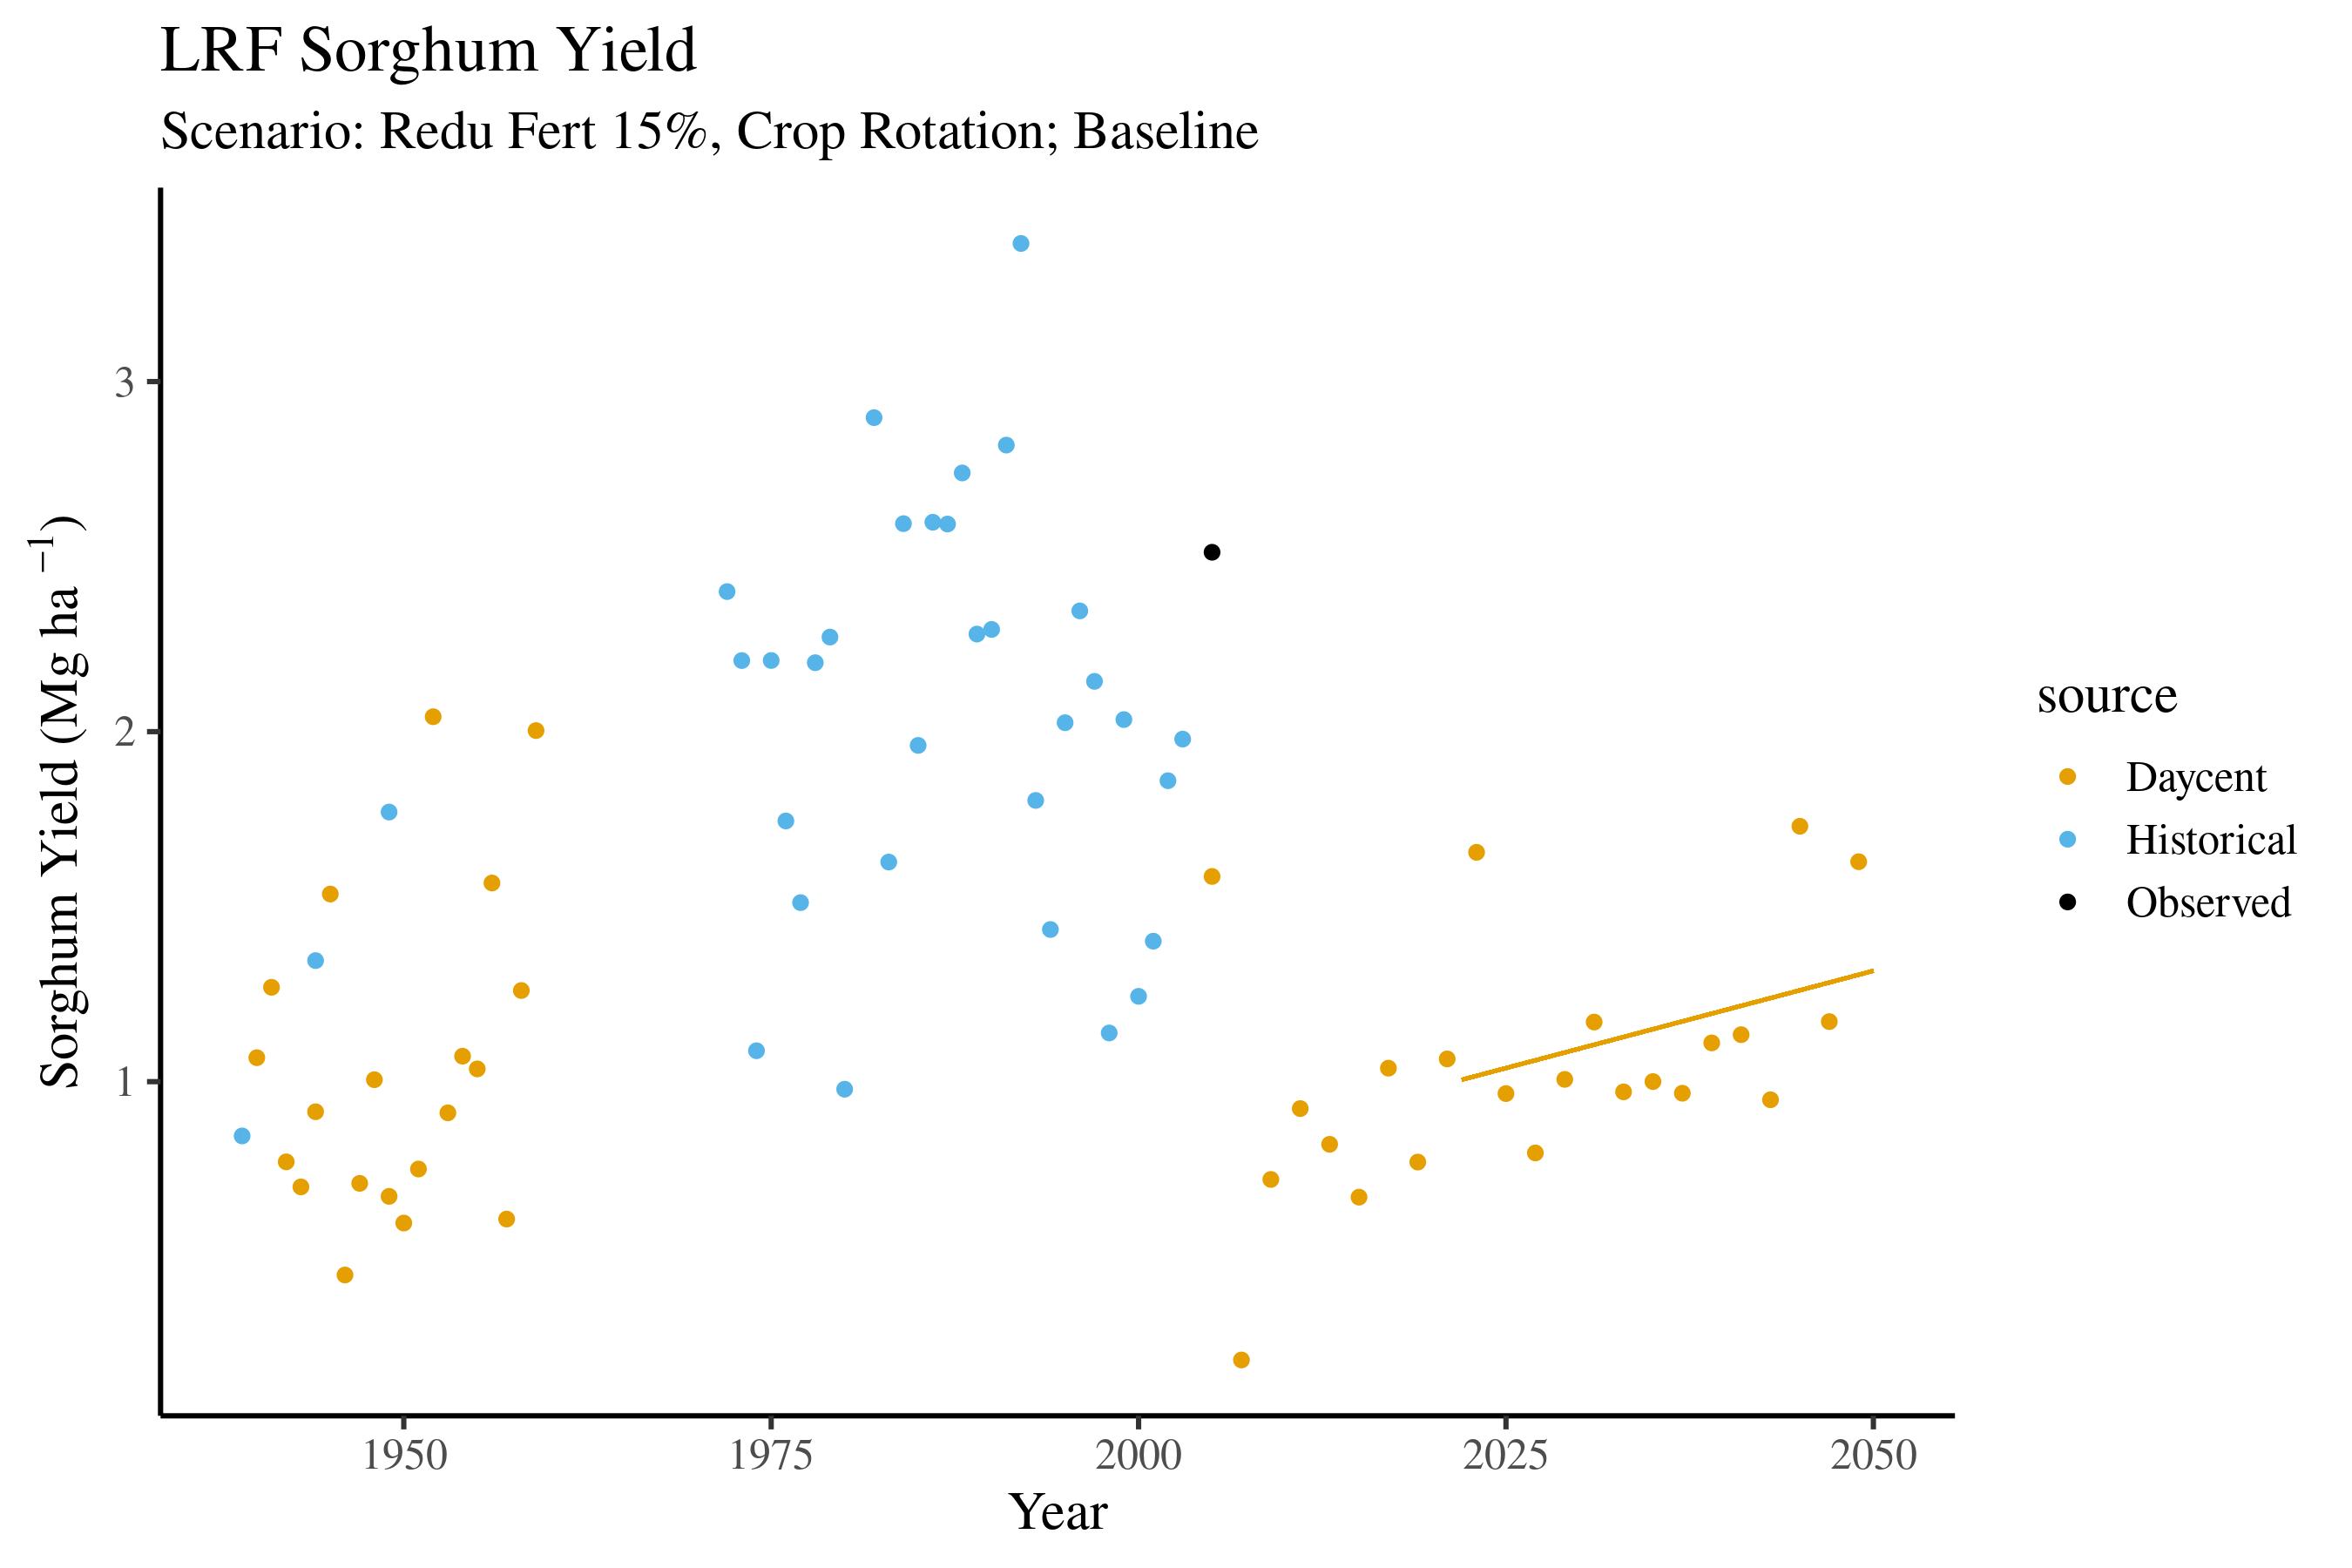 LRF Sorghum Yield
Scenario: Redu Fert 15%, Crop Rotation; Baseline
Sorghum Yield (Mg ha⁻¹)
3
2
1
1950
1975
2000
2025
2050
Year
source
Daycent
Historical
Observed